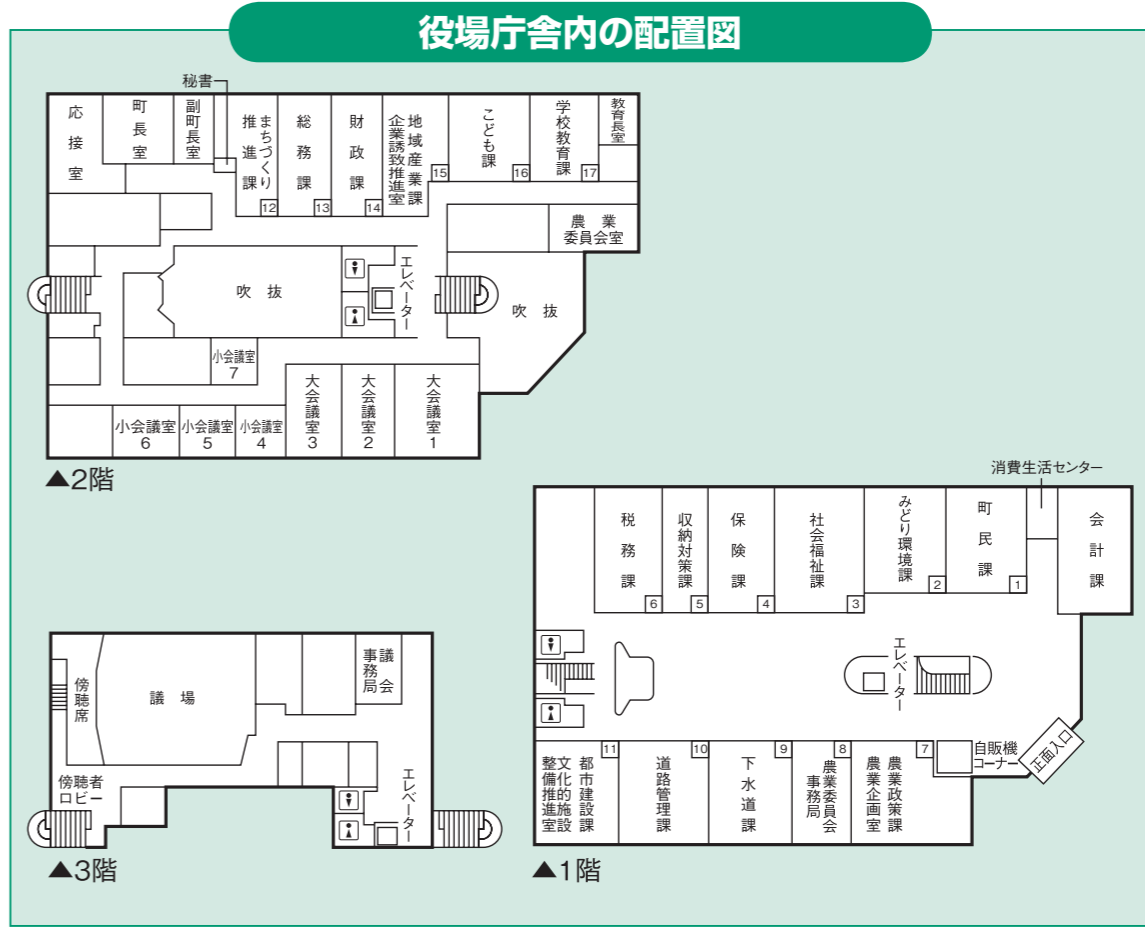 役場庁舎内の配置図
秘書
応接室
町長室
副町長室
まちづくり
推進課
12
総務課
13
財政課
14
地域産業課
企業誘致推進室
15
こども課
16
学校教育課
17
教育長室
農業
委員会室
吹抜
エレベーター
吹抜
小会議室
7
小会議室
6
小会議室
5
小会議室
4
大会議室
3
大会議室
2
大会議室
1
▲2階
消費生活センター
税務課
6
収納対策課
5
保険課
4
社会福祉課
3
みどり環境課
2
町民課
1
会計課
エレベーター
自販機
コーナー
正面入口
都市建設課
文化的施設
整備推進室
11
道路管理課
10
下水道課
9
農業委員会
事務局
8
農業政策課
農業企画室
7
▲1階
傍聴席
議場
議会
事務局
傍聴者
ロビー
エレベーター
▲3階